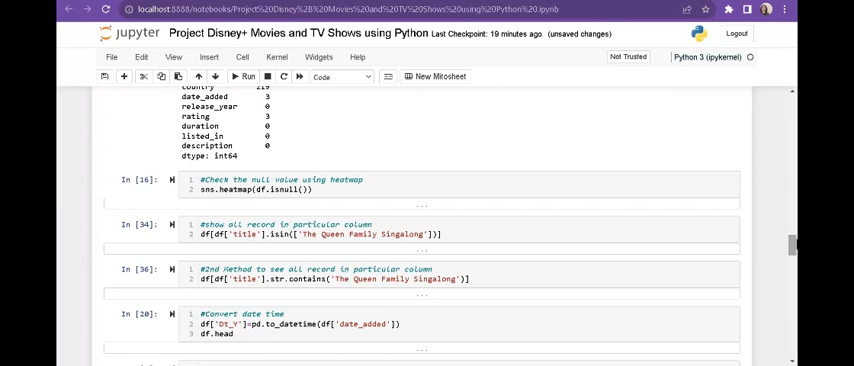 localhost:8888/notebooks/Project%20Disney%2B%20Movies%20and%20TV%20Shows%20using%20Python%20.ipynb
jupyter Project Disney+ Movies and TV Shows using Python Last Checkpoint: 19 minutes ago (unsaved changes) Logout
File Edit View Insert Cell Kernel Widgets Help Not Trusted Python 3 (ipykernel)
Run Code New Mitosheet
country 219
date_added 3
release_year 0
rating 3
duration 0
listed_in 0
description 0
dtype: int64
In [16]: 1 #Check the null value using heatmap
2 sns.heatmap(df.isnull())
...
In [34]: 1 #show all record in particular column
2 df[df['title'].isin(['The Queen Family Singalong'])]
...
In [36]: 1 #2nd Method to see all record in particular column
2 df[df['title'].str.contains('The Queen Family Singalong')]
...
In [20]: 1 #Convert date time
2 df['Dt_Y']=pd.to_datetime(df['date_added'])
3 df.head
...